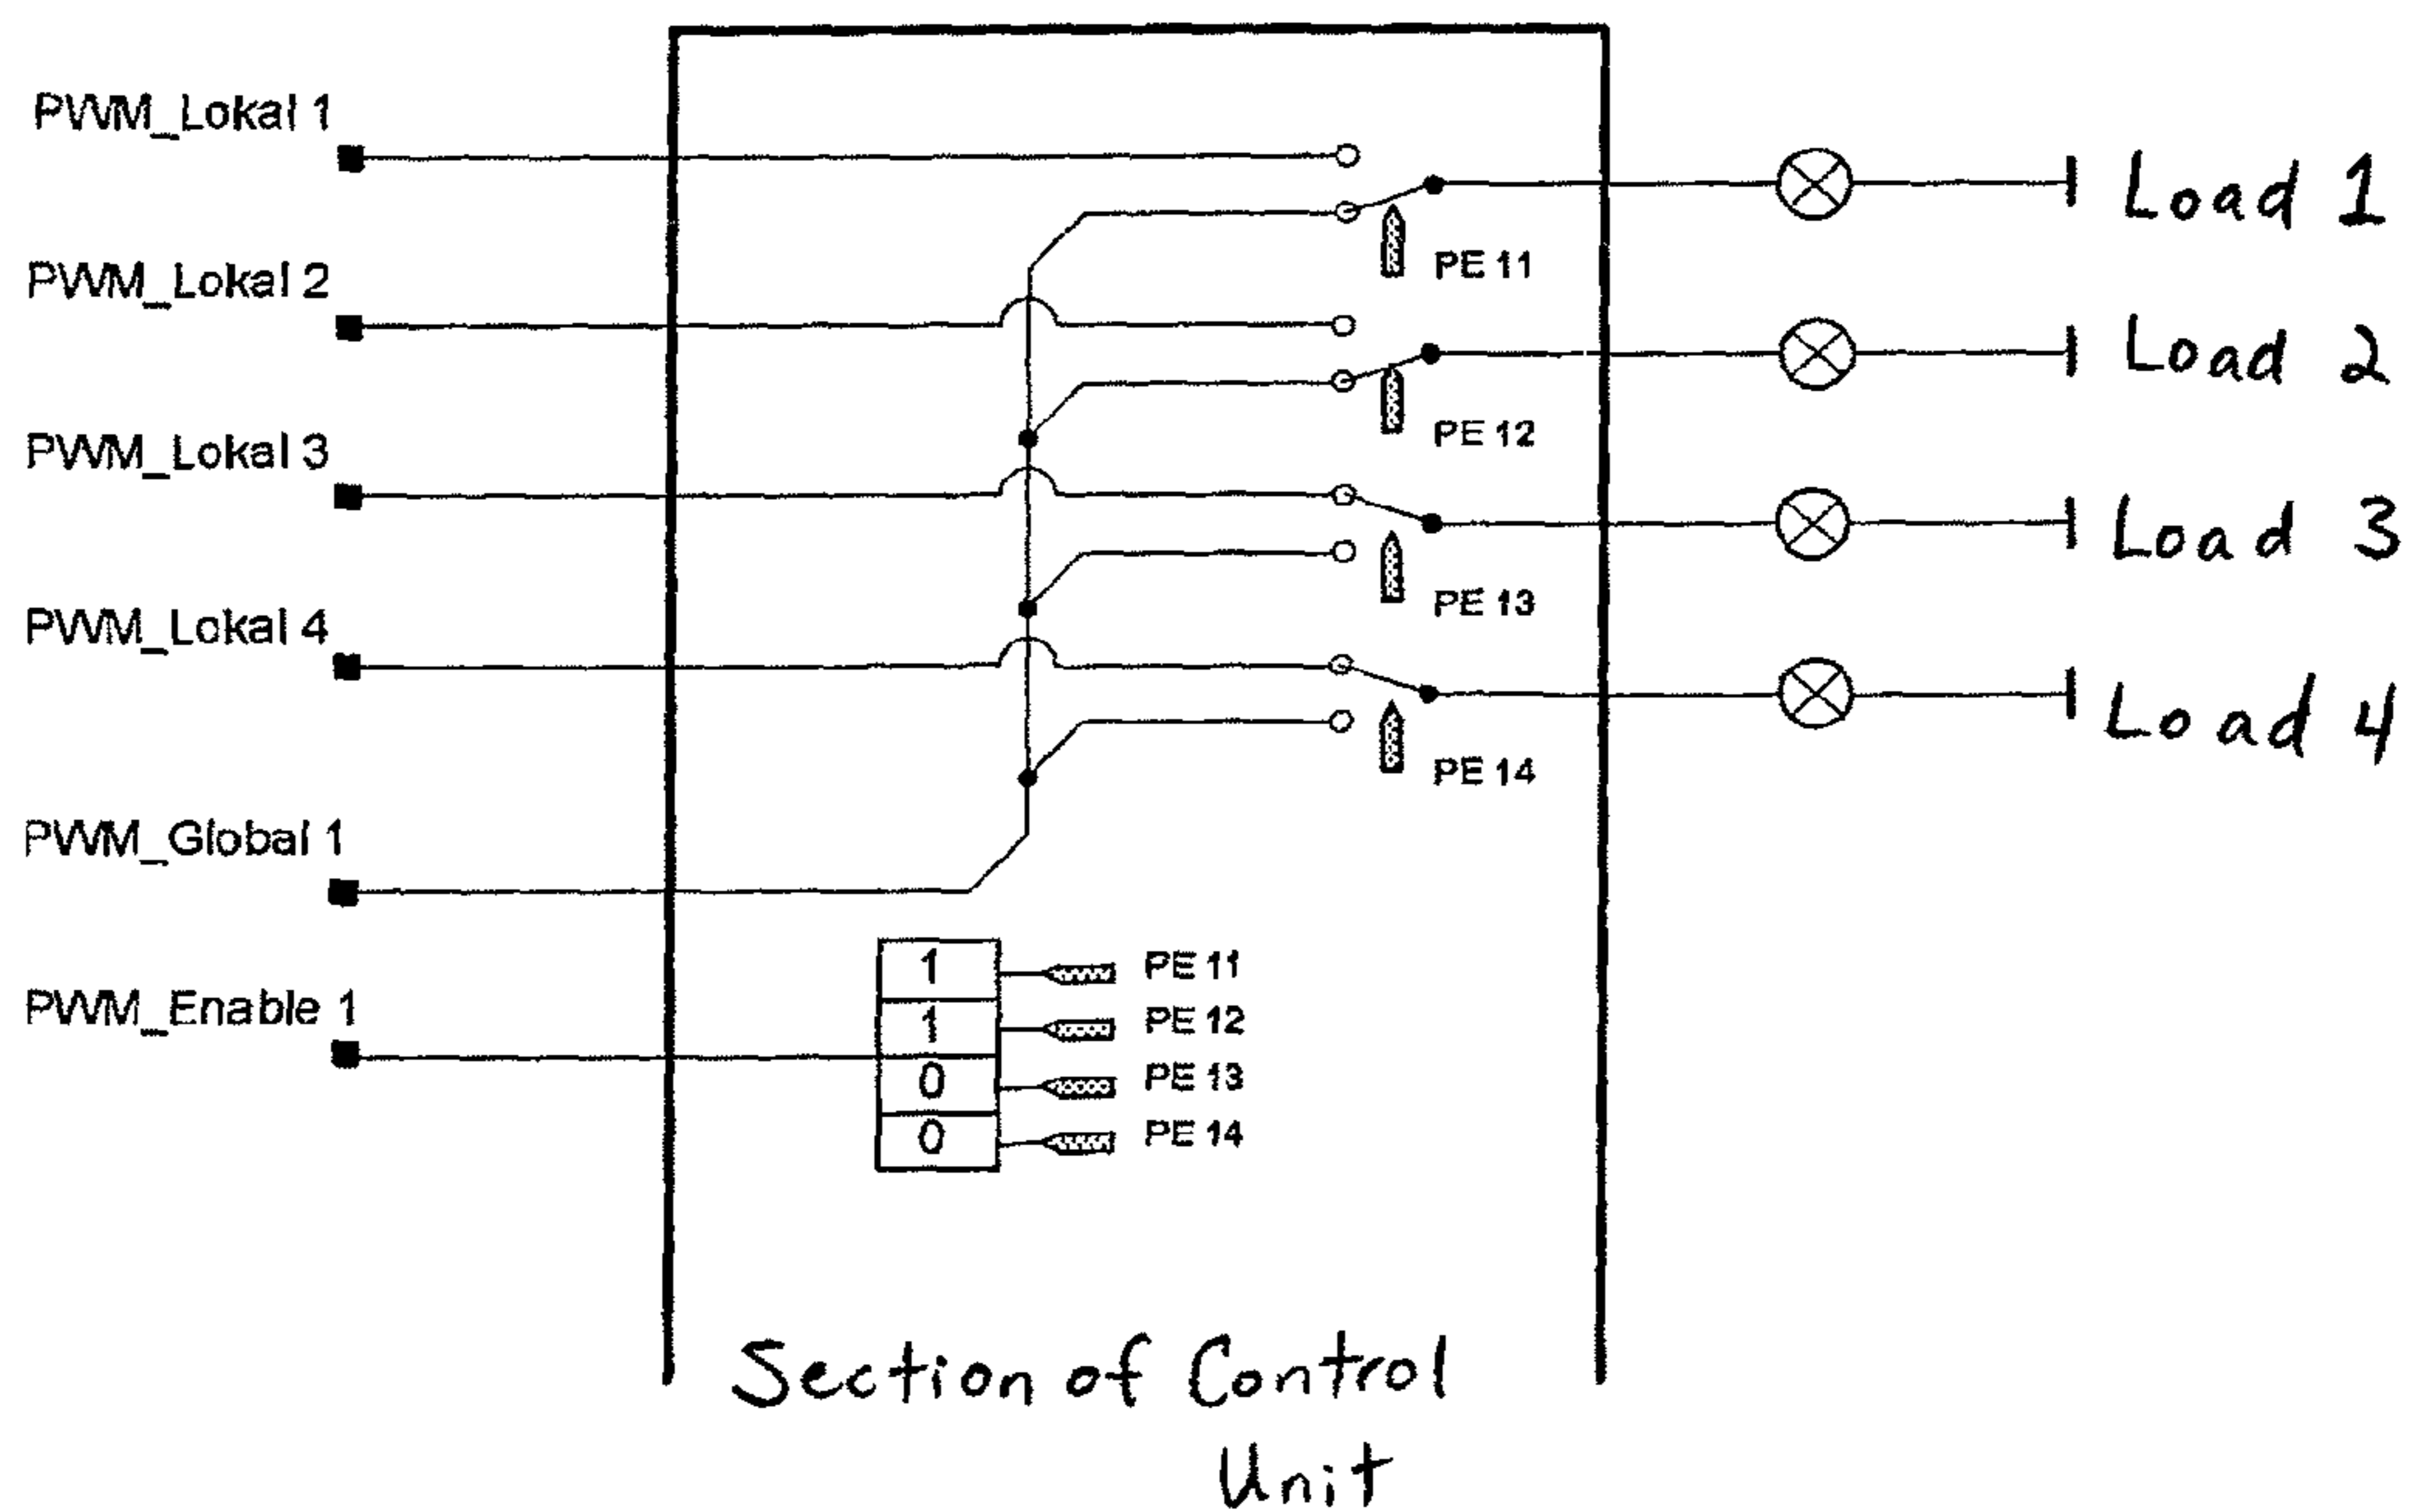 PWM_Lokal 1
Load 1
PE 11
PWM_Lokal 2
Load 2
PE 12
PWM_Lokal 3
Load 3
PE 13
PWM_Lokal 4
Load 4
PE 14
PWM_Global 1
PWM_Enable 1
1 PE 11
1 PE 12
0 PE 13
0 PE 14
Section of Control
Unit